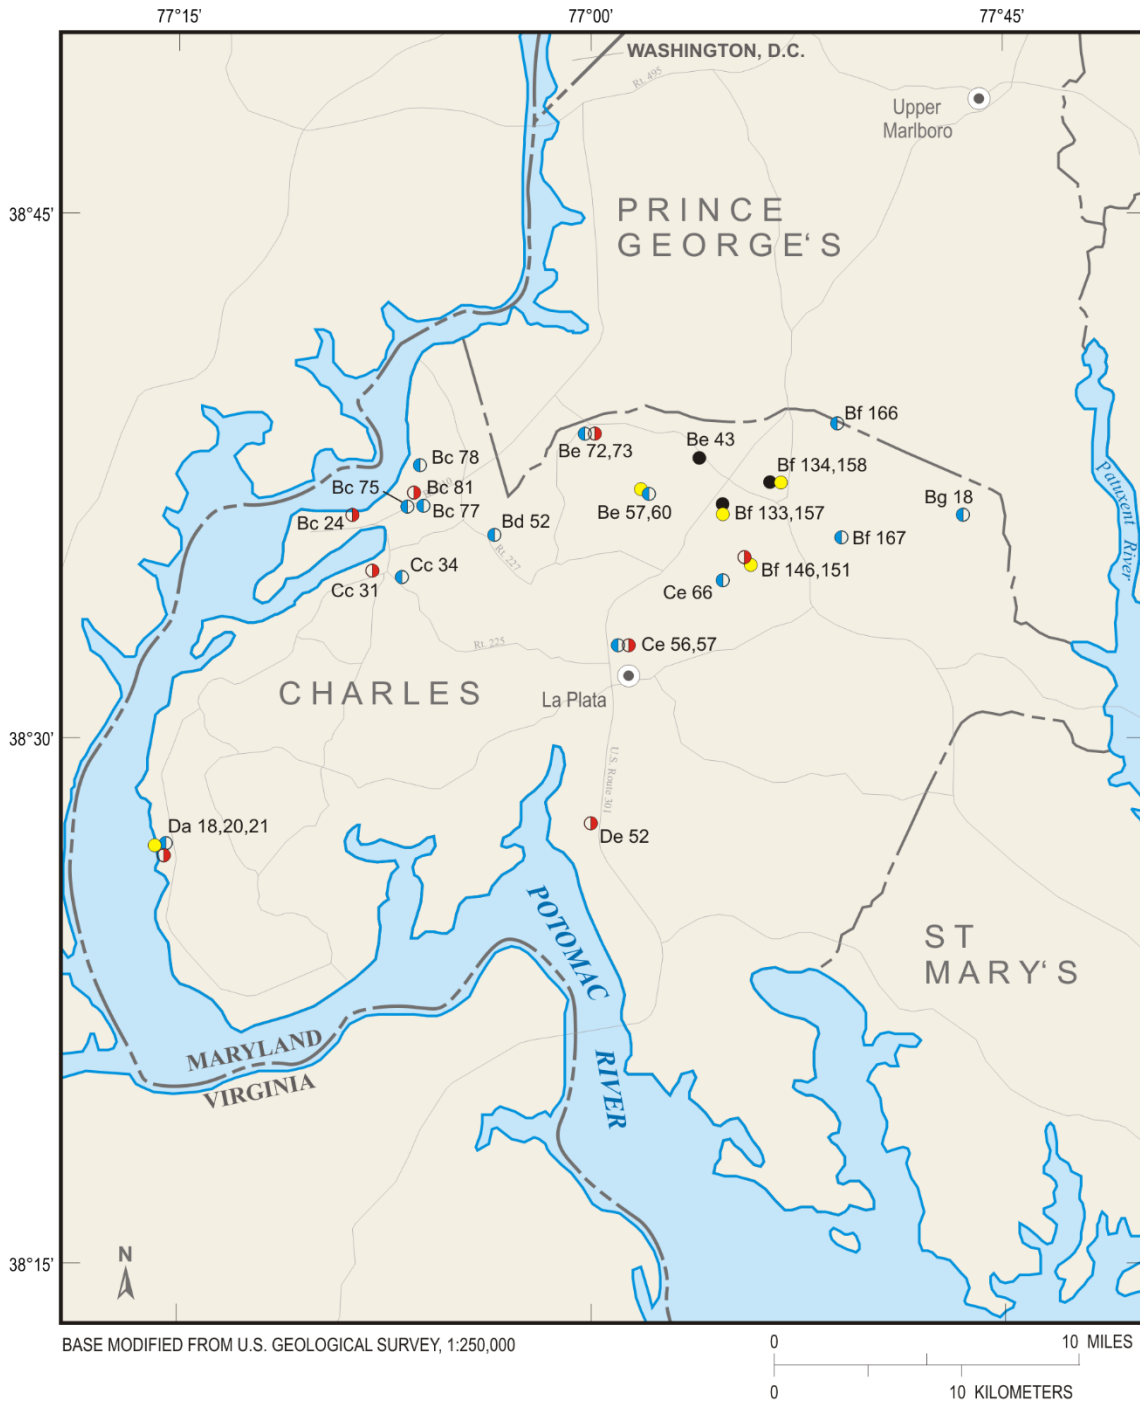 77°15'
77°00'
77°45'
WASHINGTON, D.C.
Rt. 495
Upper
Marlboro
38°45'
PRINCE
GEORGE'S
Bf 166
Be 43
Be 72,73
Bc 78
Bf 134,158
Bc 75
Bc 81
Bc 77
Bg 18
Patuxent River
Bc 24
Bd 52
Be 57,60
Bf 133,157
Bf 167
Rt. 227
Cc 34
Bf 146,151
Cc 31
Ce 66
Rt. 225
Ce 56,57
CHARLES
La Plata
38°30'
U.S. Route 301
Da 18,20,21
De 52
POTOMAC
ST
MARY'S
MARYLAND
RIVER
VIRGINIA
38°15'
N
BASE MODIFIED FROM U.S. GEOLOGICAL SURVEY, 1:250,000
0 10 MILES
0 10 KILOMETERS